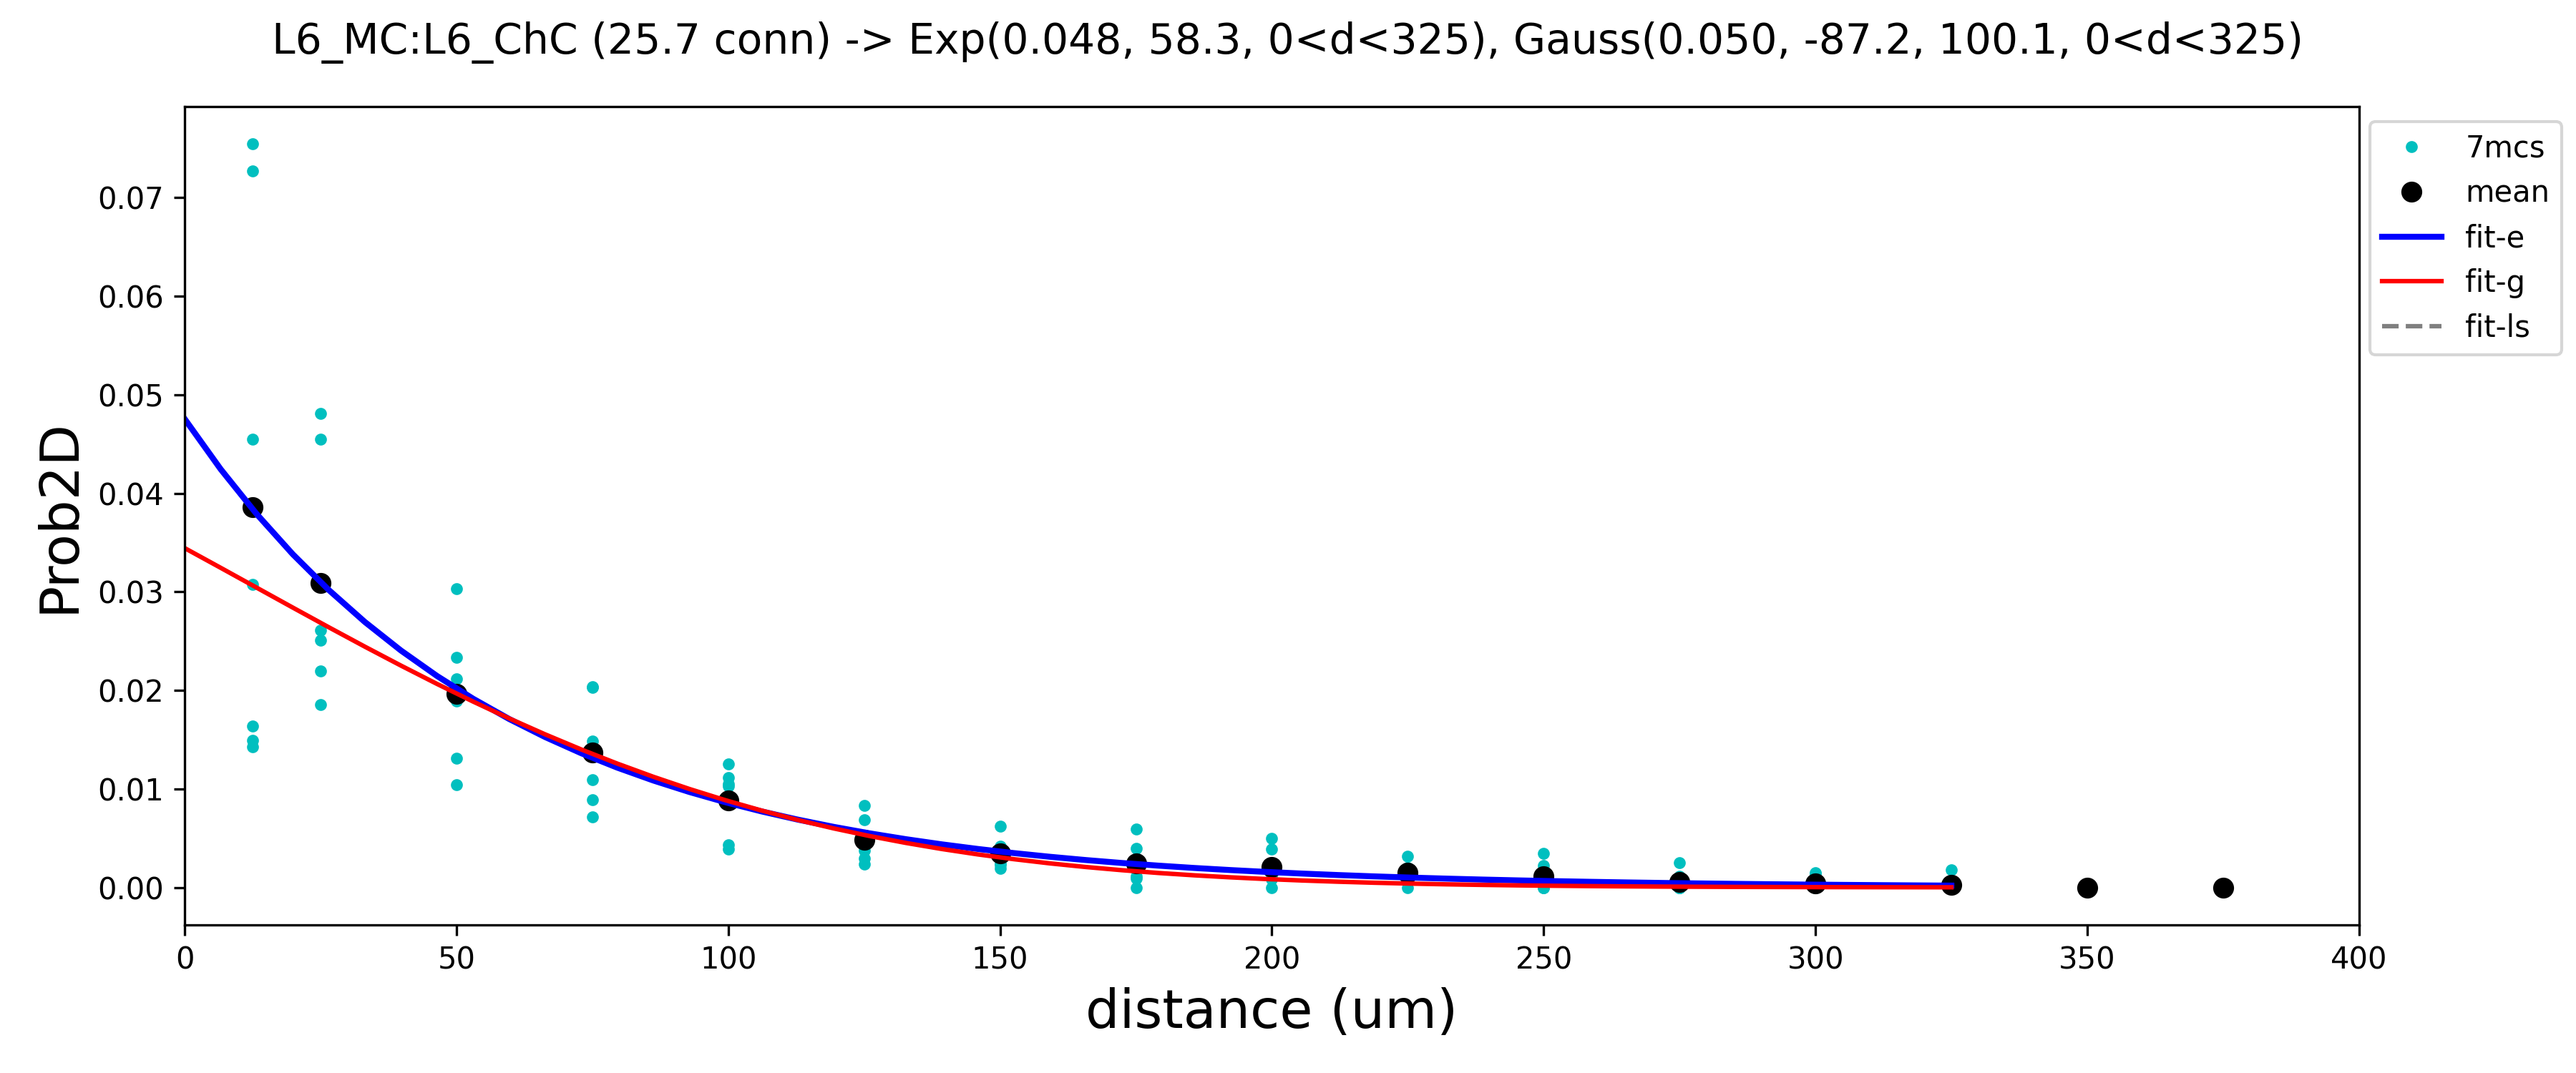 L6_MC:L6_ChC (25.7 conn) -> Exp(0.048, 58.3, 0<d<325), Gauss(0.050, -87.2, 100.1, 0<d<325)
7mcs
mean
fit-e
fit-g
fit-ls
Prob2D
0.07
0.06
0.05
0.04
0.03
0.02
0.01
0.00
0 50 100 150 200 250 300 350 400
distance (um)